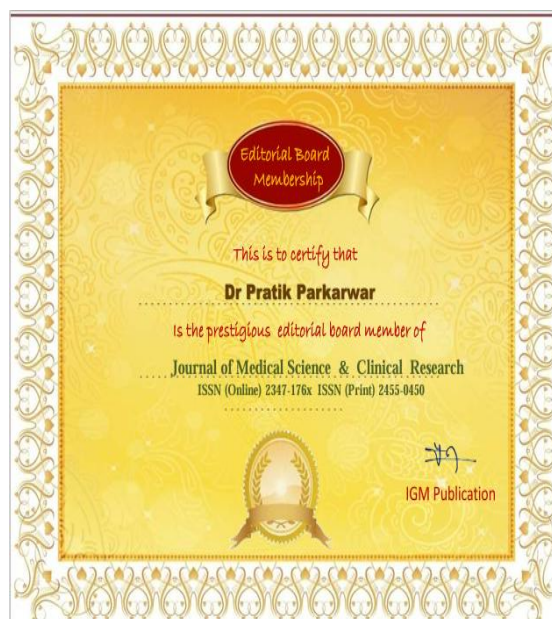 Editorial Board
Membership
This is to certify that
Dr Pratik Parkarwar
Is the prestigious editorial board member of
Journal of Medical Science & Clinical Research
ISSN (Online) 2347-176x ISSN (Print) 2455-0450
IGM Publication